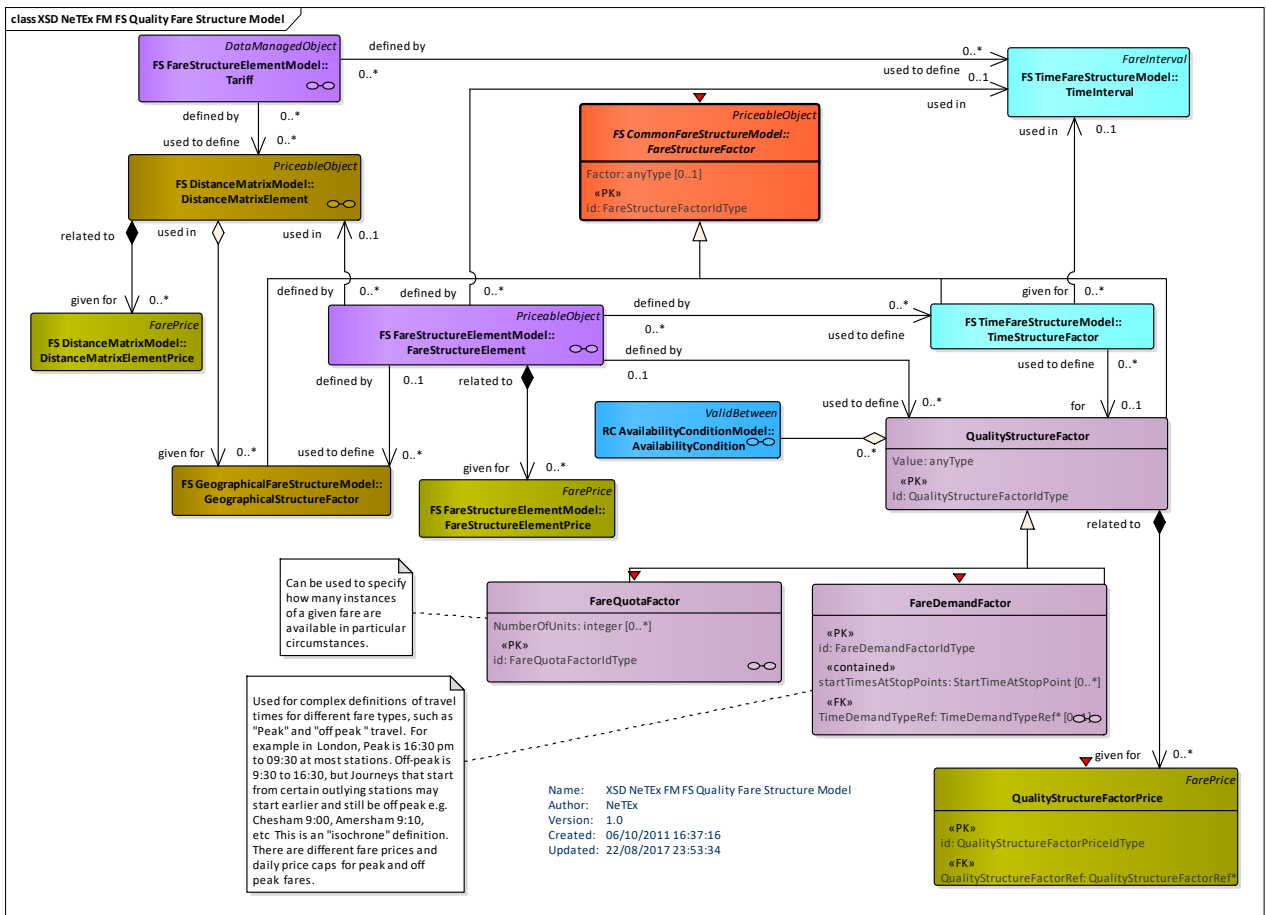 class XSD NeTEx FM FS Quality Fare Structure Model
DataManagedObject
FS FareStructureElementModel::
Tariff
defined by
0..*
0..*
used to define
FareInterval
FS TimeFareStructureModel::
TimeInterval
0..1
used in
defined by
0..*
used to define
0..*
PriceableObject
FS CommonFareStructureModel::
FareStructureFactor
Factor: anyType [0..1]
«PK»
id: FareStructureFactorIdType
used in
0..1
PriceableObject
FS DistanceMatrixModel::
DistanceMatrixElement
related to
used in
used in
0..1
given for
0..*
defined by
0..*
defined by
0..*
given for
0..*
FarePrice
FS DistanceMatrixModel::
DistanceMatrixElementPrice
PriceableObject
FS FareStructureElementModel::
FareStructureElement
defined by
0..*
0..*
used to define
FS TimeFareStructureModel::
TimeStructureFactor
defined by
0..1
defined by
0..1
related to
used to define
0..*
used to define
0..*
for
0..1
ValidBetween
RC AvailabilityConditionModel::
AvailabilityCondition
0..*
QualityStructureFactor
Value: anyType
«PK»
Id: QualityStructureFactorIdType
given for
0..*
used to define
0..*
given for
0..*
FS GeographicalFareStructureModel::
GeographicalStructureFactor
FarePrice
FS FareStructureElementModel::
FareStructureElementPrice
related to
Can be used to specify
how many instances
of a given fare are
available in particular
circumstances.
FareQuotaFactor
NumberOfUnits: integer [0..*]
«PK»
id: FareQuotaFactorIdType
FareDemandFactor
«PK»
id: FareDemandFactorIdType
«contained»
startTimesAtStopPoints: StartTimeAtStopPoint [0..*]
«FK»
TimeDemandTypeRef: TimeDemandTypeRef*
Used for complex definitions of travel
times for different fare types, such as
"Peak" and "off peak " travel. For
example in London, Peak is 16:30 pm
to 09:30 at most stations. Off-peak is
9:30 to 16:30, but Journeys that start
from certain outlying stations may
start earlier and still be off peak e.g.
Chesham 9:00, Amersham 9:10,
etc This is an "isochrone" definition.
There are different fare prices and
daily price caps for peak and off
peak fares.
given for
0..*
FarePrice
QualityStructureFactorPrice
«PK»
id: QualityStructureFactorPriceIdType
«FK»
QualityStructureFactorRef: QualityStructureFactorRef*
Name: XSD NeTEx FM FS Quality Fare Structure Model
Author: NeTEx
Version: 1.0
Created: 06/10/2011 16:37:16
Updated: 22/08/2017 23:53:34